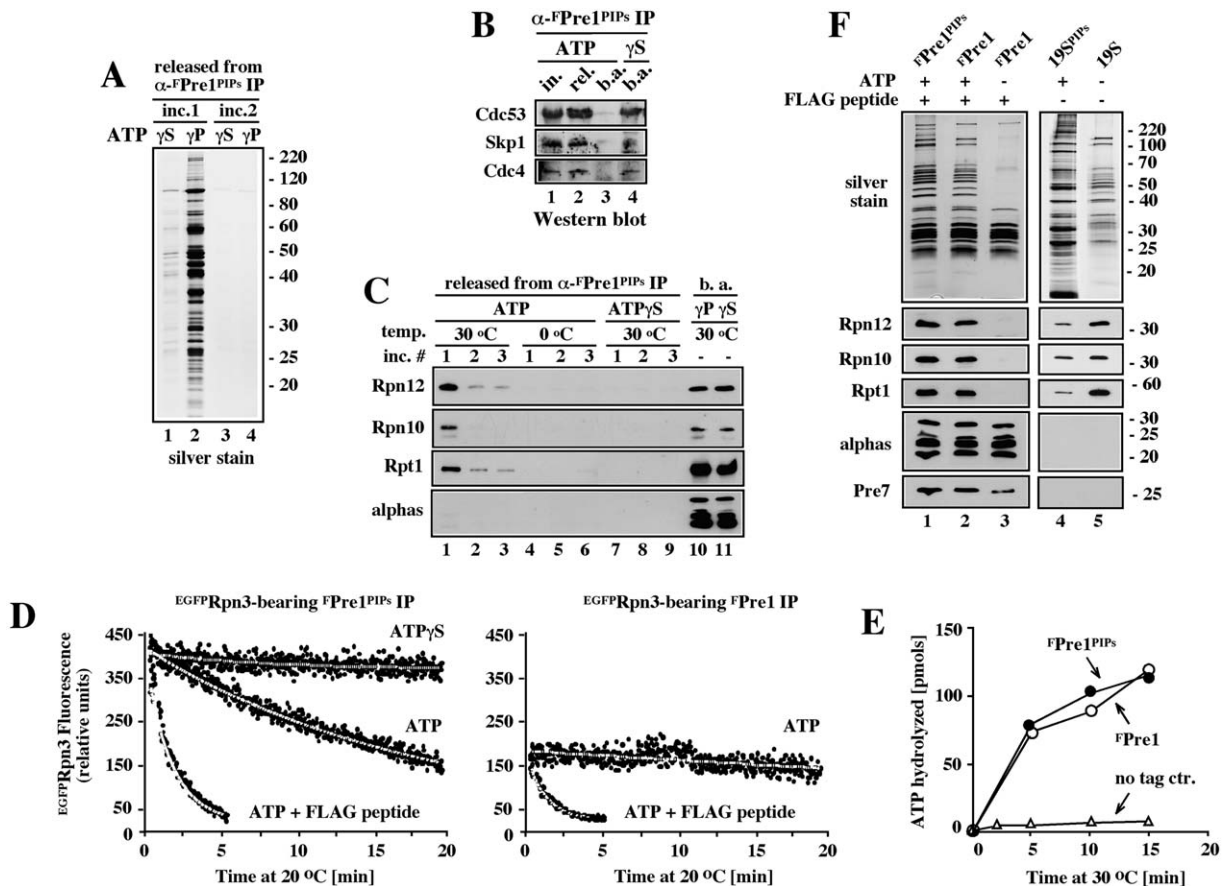 A
released from
α-FPre1PIPs IP
inc.1 inc.2
ATP γS γP γS γP
- 220
- 120
- 80
- 60
- 50
- 40
- 30
- 25
- 20
1 2 3 4
silver stain
B
α-FPre1PIPs IP
ATP γS
in. rel. b.a. b.a.
Cdc53
Skp1
Cdc4
1 2 3 4
Western blot
C
released from α-FPre1PIPs IP b. a.
ATP ATPγS γP γS
temp. 30 oC 0 oC 30 oC 30 oC
inc. # 1 2 3 1 2 3 1 2 3 - -
Rpn12
Rpn10
Rpt1
alphas
1 2 3 4 5 6 7 8 9 10 11
D
EGFPRpn3-bearing FPre1PIPs IP
EGFPRpn3 Fluorescence
(relative units)
450
350
250
150
50
0 5 10 15 20
Time at 20 oC [min]
ATPγS
ATP
ATP + FLAG peptide
EGFPRpn3-bearing FPre1 IP
450
350
250
150
50
0 5 10 15 20
Time at 20 oC [min]
ATP
ATP + FLAG peptide
E
ATP hydrolyzed [pmols]
150
100
50
0
0 5 10 15 20
Time at 30 oC [min]
FPre1PIPs
FPre1
no tag ctr.
F
FPre1PIPs FPre1 FPre1 19SPIPs 19S
ATP + + - + -
FLAG peptide + + + - -
silver
stain
- 220
- 100
- 70
- 50
- 40
- 30
- 20
Rpn12 - 30
Rpn10 - 30
Rpt1 - 60
alphas
- 30
- 25
- 20
Pre7 - 25
1 2 3 4 5